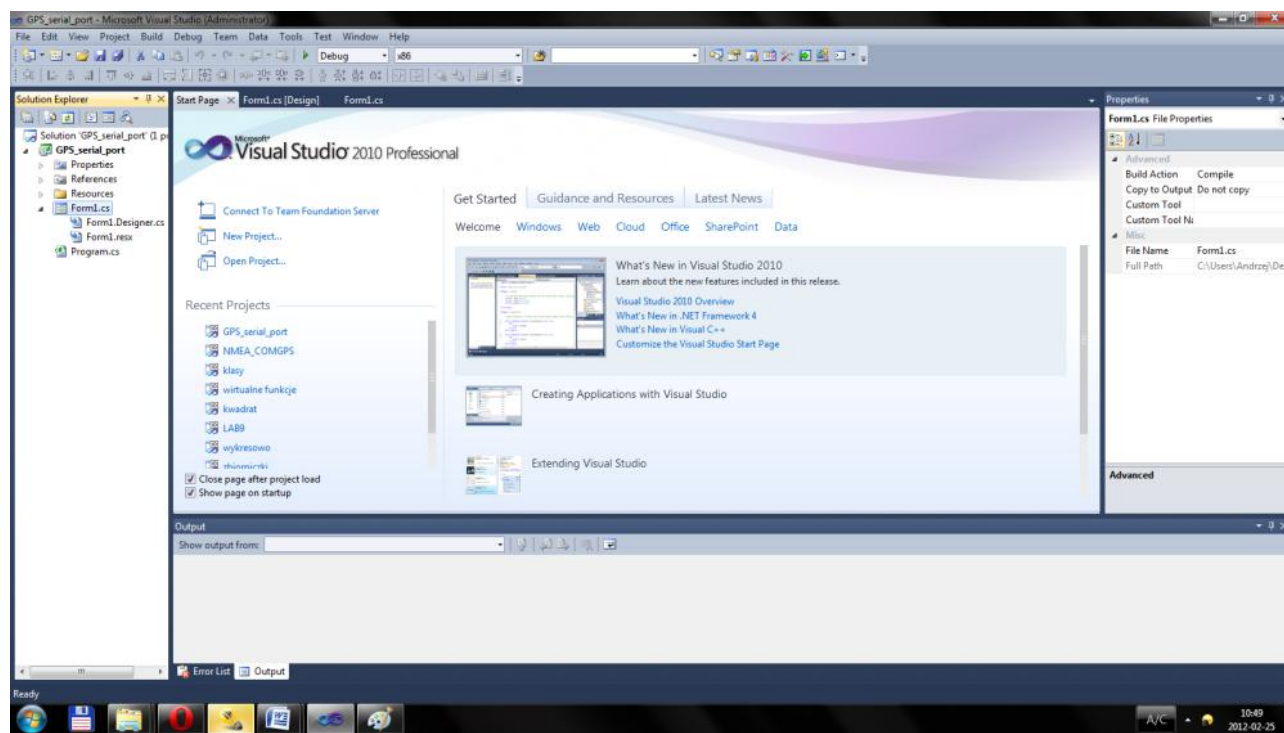 GPS_serial_port - Microsoft Visual Studio (Administrator)
File Edit View Project Build Debug Team Data Tools Test Window Help
Debug x86
Solution Explorer
Solution 'GPS_serial_port' (1 pr
GPS_serial_port
Properties
References
Resources
Form1.cs
Form1.Designer.cs
Form1.resx
Program.cs
Start Page Form1.cs [Design] Form1.cs
Microsoft
Visual Studio 2010 Professional
Connect To Team Foundation Server
New Project...
Open Project...
Recent Projects
GPS_serial_port
NMEA_COMGPS
klasy
wirtualne funkcje
kwadrat
LAB9
wykresowo
Close page after project load
Show page on startup
Get Started Guidance and Resources Latest News
Welcome Windows Web Cloud Office SharePoint Data
What's New in Visual Studio 2010
Learn about the new features included in this release.
Visual Studio 2010 Overview
What's New in .NET Framework 4
What's New in Visual C++
Customize the Visual Studio Start Page
Creating Applications with Visual Studio
Extending Visual Studio
Properties
Form1.cs File Properties
Advanced
Build Action Compile
Copy to Output Do not copy
Custom Tool
Custom Tool Na
Misc
File Name Form1.cs
Full Path C:\Users\Andrzej\De
Advanced
Output
Show output from:
Error List Output
Ready
A/C
10:49
2012-02-25